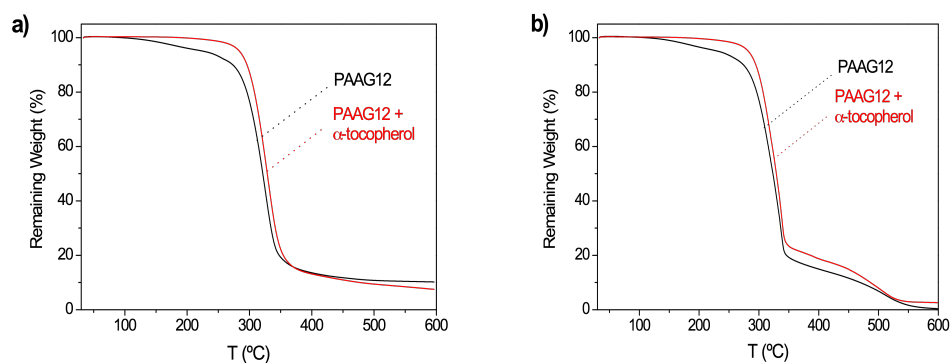 a)
100
80
60
40
20
0
Remaining Weight (%)
PAAG12
PAAG12 +
α-tocopherol
100 200 300 400 500 600
T (ºC)
b)
100
80
60
40
20
0
Remaining Weight (%)
PAAG12
PAAG12 +
α-tocopherol
100 200 300 400 500 600
T (ºC)